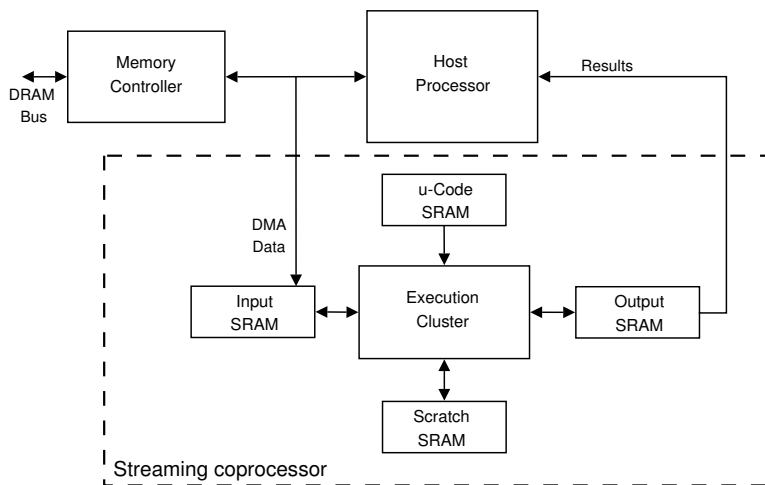 Memory
Controller
Host
Processor
Results
DRAM
Bus
u-Code
SRAM
DMA
Data
Input
SRAM
Execution
Cluster
Output
SRAM
Scratch
SRAM
Streaming coprocessor